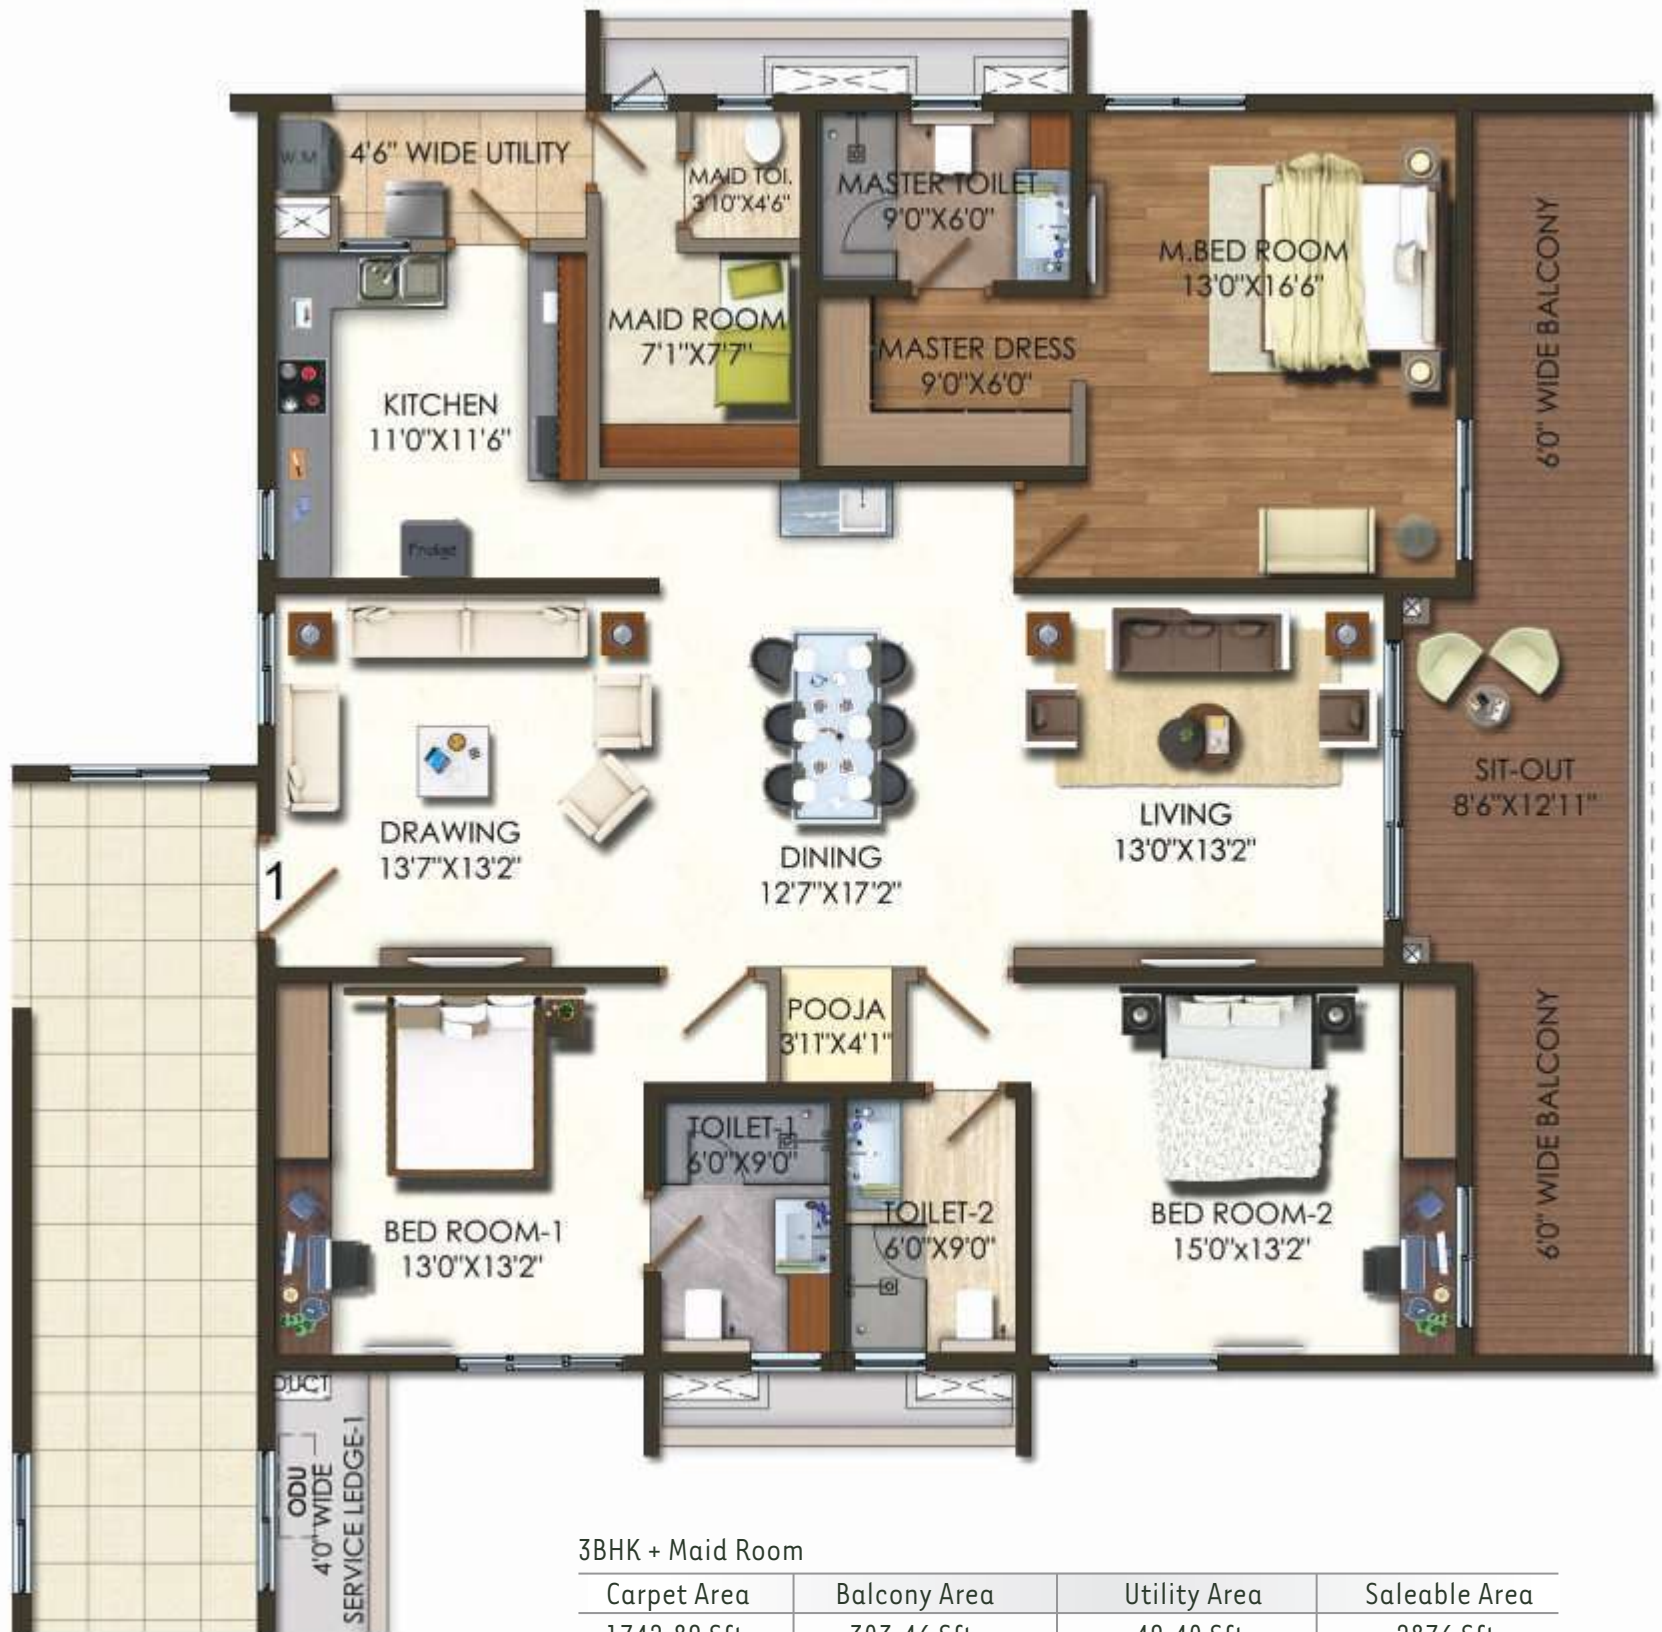 W.M
4'6" WIDE UTILITY
MAID TOI.
3'10"X4'6"
MASTER TOILET
9'0"X6'0"
M.BED ROOM
13'0"X16'6"
6'0" WIDE BALCONY
MAID ROOM
7'1"X7'7"
MASTER DRESS
9'0"X6'0"
KITCHEN
11'0"X11'6"
SIT-OUT
8'6"X12'11"
DRAWING
13'7"X13'2"
1
DINING
12'7"X17'2"
LIVING
13'0"X13'2"
POOJA
3'11"X4'1"
TOILET-1
6'0"X9'0"
TOILET-2
6'0"X9'0"
BED ROOM-1
13'0"X13'2"
BED ROOM-2
15'0"x13'2"
6'0" WIDE BALCONY
DUCT
ODU
4'0" WIDE
SERVICE LEDGE-1
3BHK + Maid Room
Carpet Area Balcony Area Utility Area Saleable Area